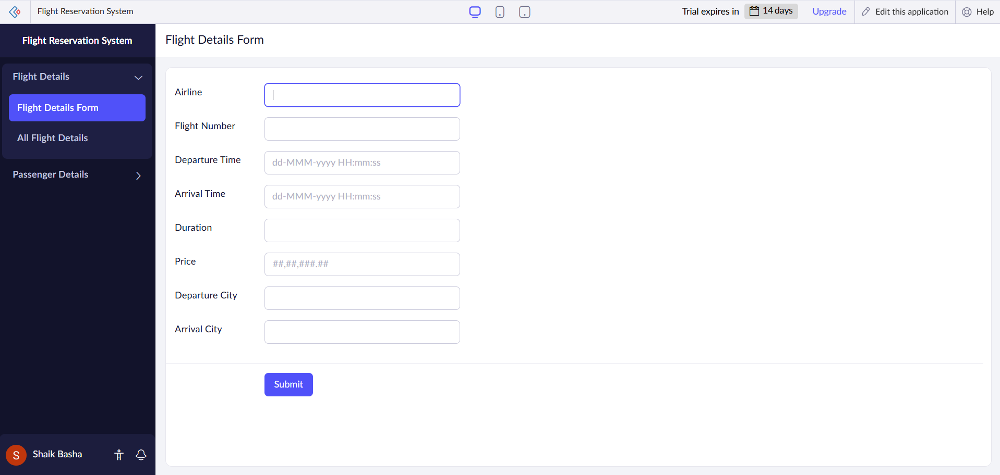 Flight Reservation System
Trial expires in 14 days Upgrade Edit this application Help
Flight Reservation System
Flight Details
Flight Details Form
All Flight Details
Passenger Details
S Shaik Basha
Flight Details Form
Airline
Flight Number
Departure Time dd-MMM-yyyy HH:mm:ss
Arrival Time dd-MMM-yyyy HH:mm:ss
Duration
Price ##,##,###.##
Departure City
Arrival City
Submit